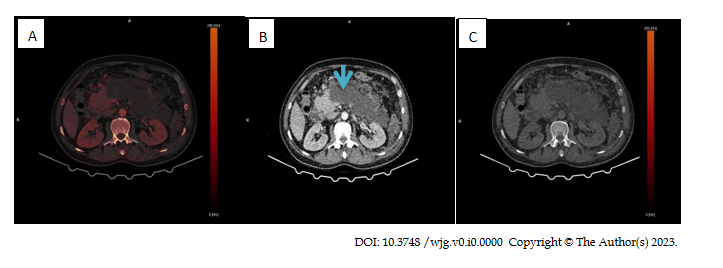 A
B
C
A
A
A
R
R
R
DOI: 10.3748 /wjg.v0.i0.0000 Copyright © The Author(s) 2023.